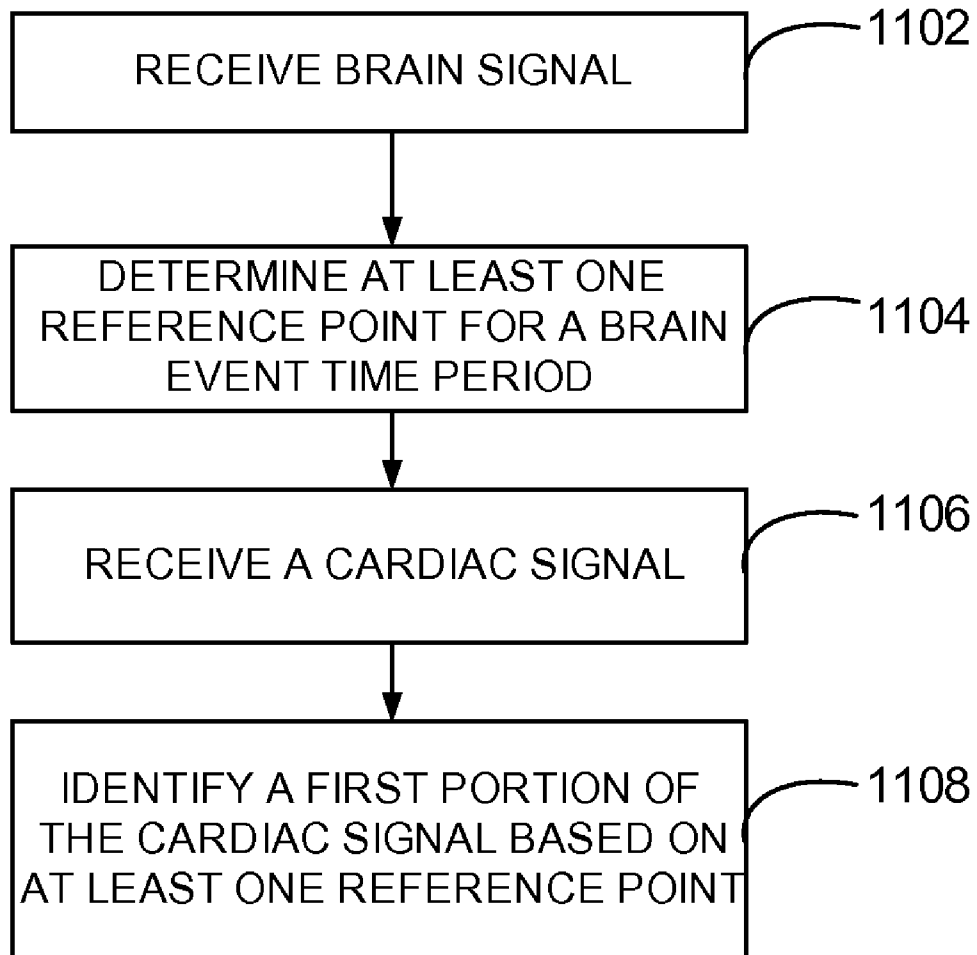 1102
RECEIVE BRAIN SIGNAL
DETERMINE AT LEAST ONE
REFERENCE POINT FOR A BRAIN
EVENT TIME PERIOD
1104
RECEIVE A CARDIAC SIGNAL
1106
IDENTIFY A FIRST PORTION OF
THE CARDIAC SIGNAL BASED ON
AT LEAST ONE REFERENCE POINT
1108